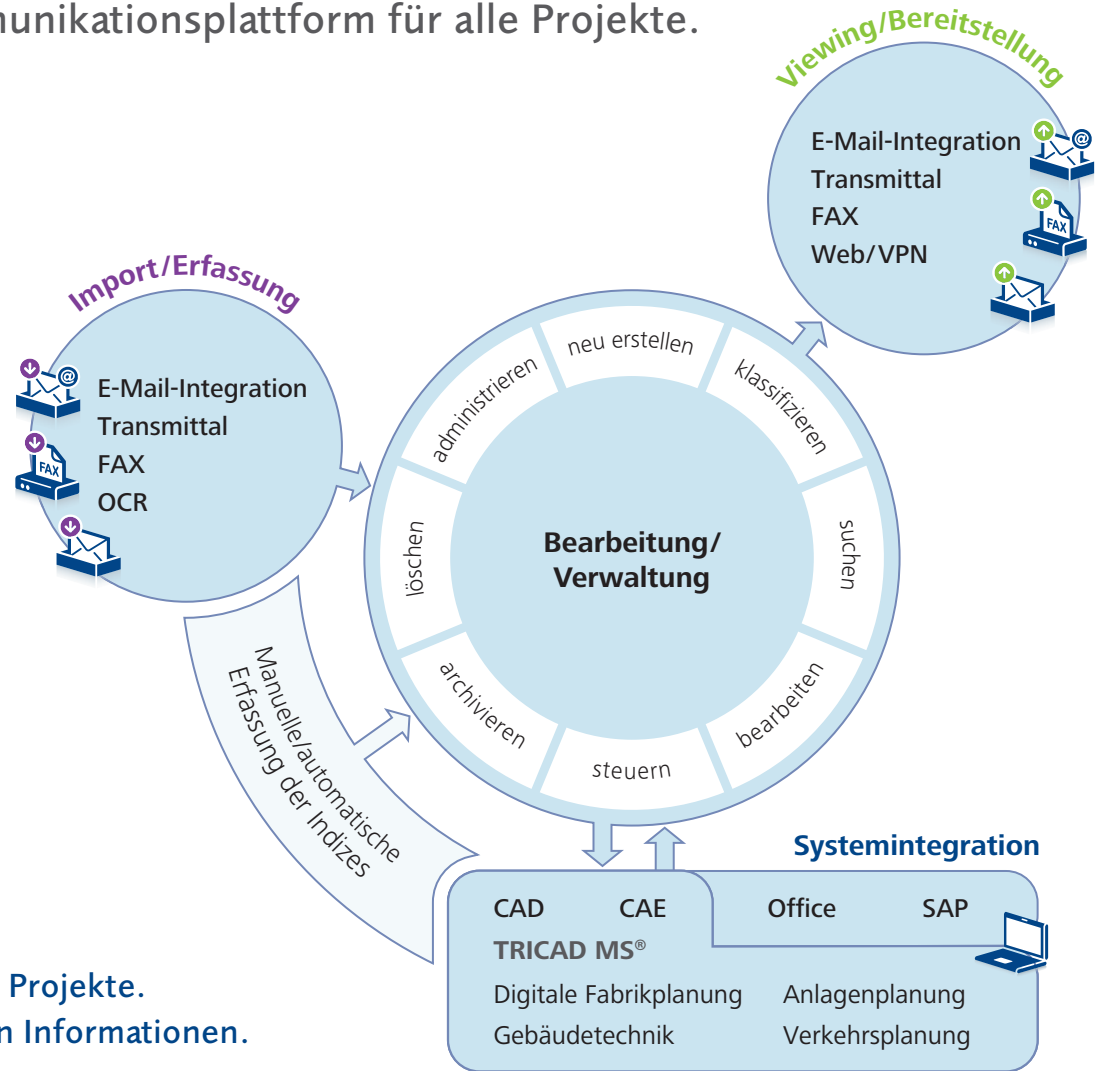 munikationsplattform für alle Projekte.
Viewing/Bereitstellung
E-Mail-Integration
Transmittal
FAX
Web/VPN
@
FAX
Import/Erfassung
E-Mail-Integration
Transmittal
FAX
OCR
@
FAX
neu erstellen
klassifizieren
suchen
bearbeiten
steuern
archivieren
löschen
administrieren
Bearbeitung/
Verwaltung
Manuelle/automatische
Erfassung der Indizes
Systemintegration
CAD CAE Office SAP
TRICAD MS®
Digitale Fabrikplanung Anlagenplanung
Gebäudetechnik Verkehrsplanung
Projekte.
n Informationen.